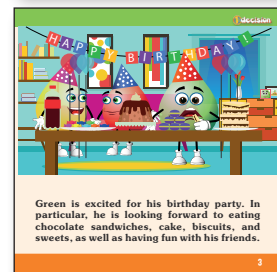 1decision
HAPPY BIRTHDAY!
Green is excited for his birthday party. In
particular, he is looking forward to eating
chocolate sandwiches, cake, biscuits, and
sweets, as well as having fun with his friends.
3